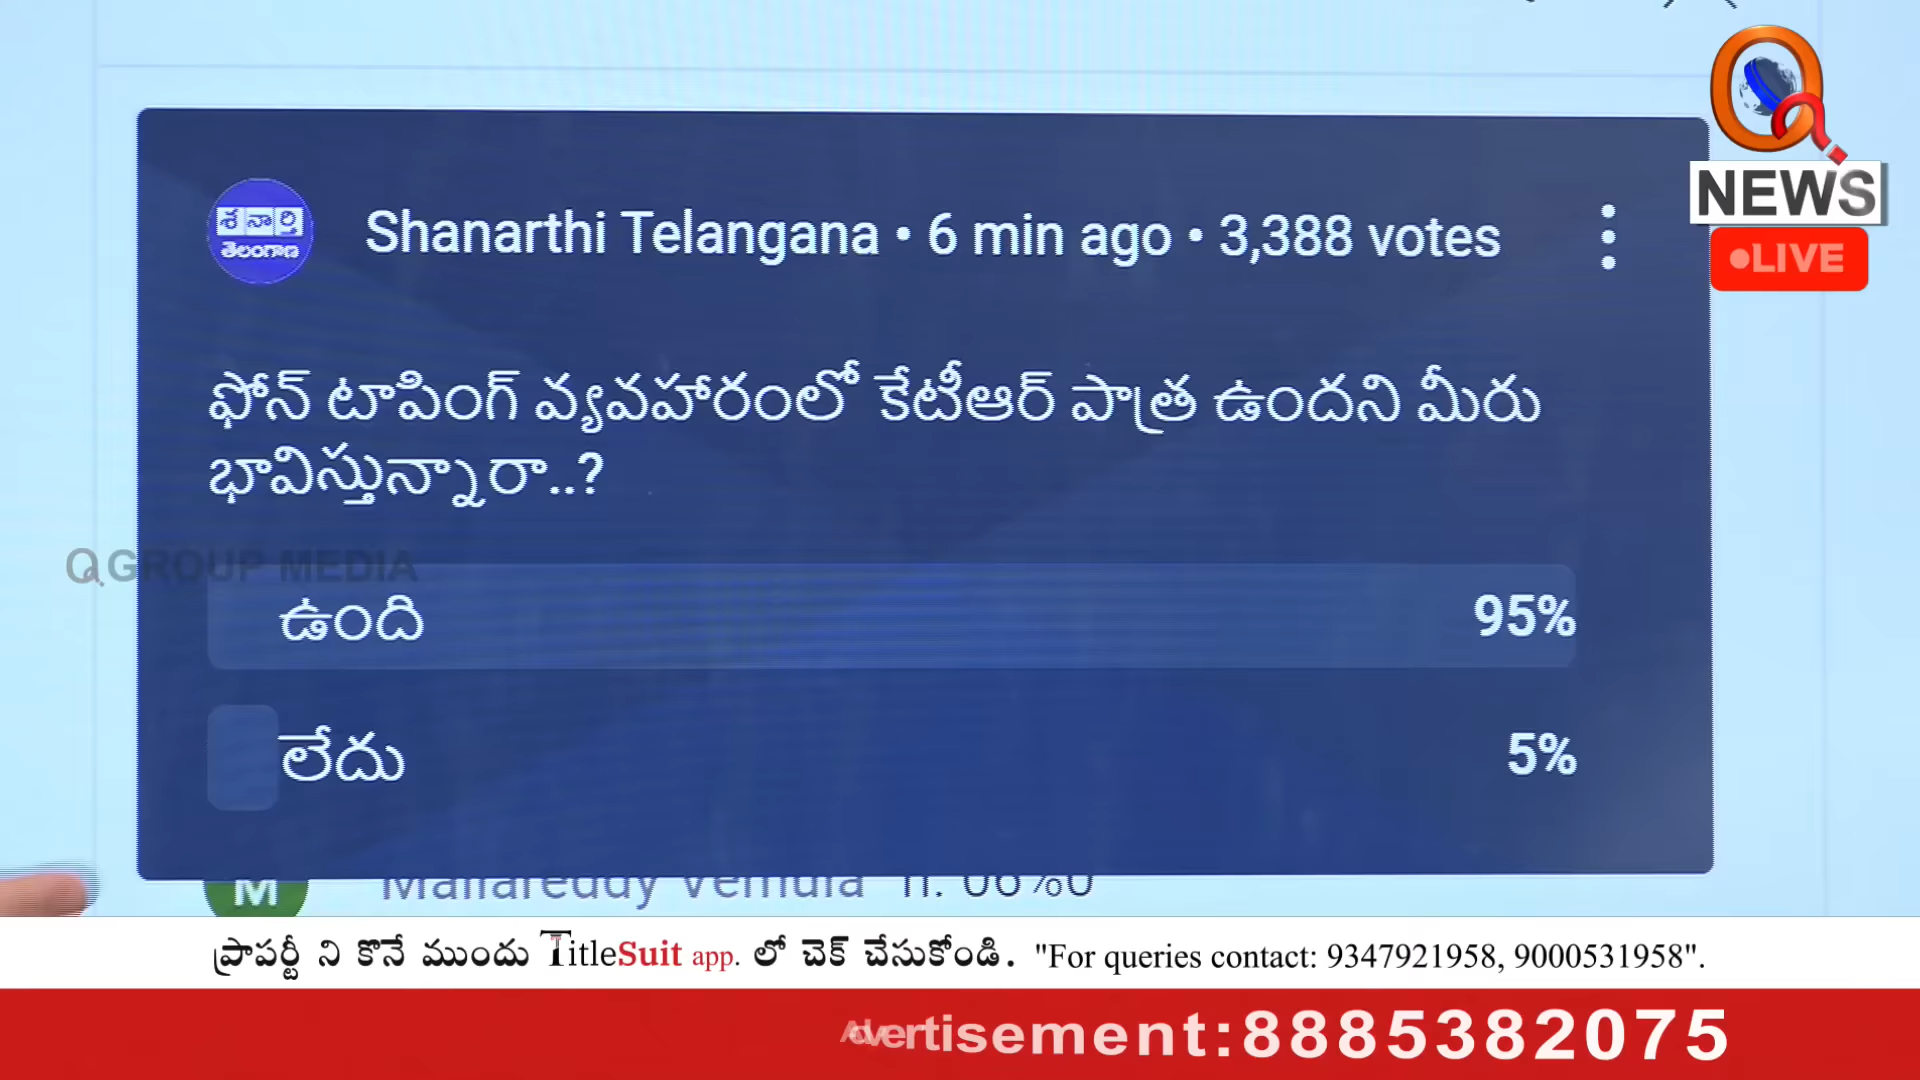 Q
NEWS
LIVE
శనార్తి
తెలంగాణ
Shanarthi Telangana • 6 min ago • 3,388 votes
ఫోన్ టాపింగ్ వ్యవహారంలో కేటీఆర్ పాత్ర ఉందని మీరు
భావిస్తున్నారా..?
Q GROUP MEDIA
ఉంది 95%
లేదు 5%
M
ప్రాపర్టీ ని కొనే ముందు TitleSuit app. లో చెక్ చేసుకోండి. "For queries contact: 9347921958, 9000531958".
Advertisement:8885382075